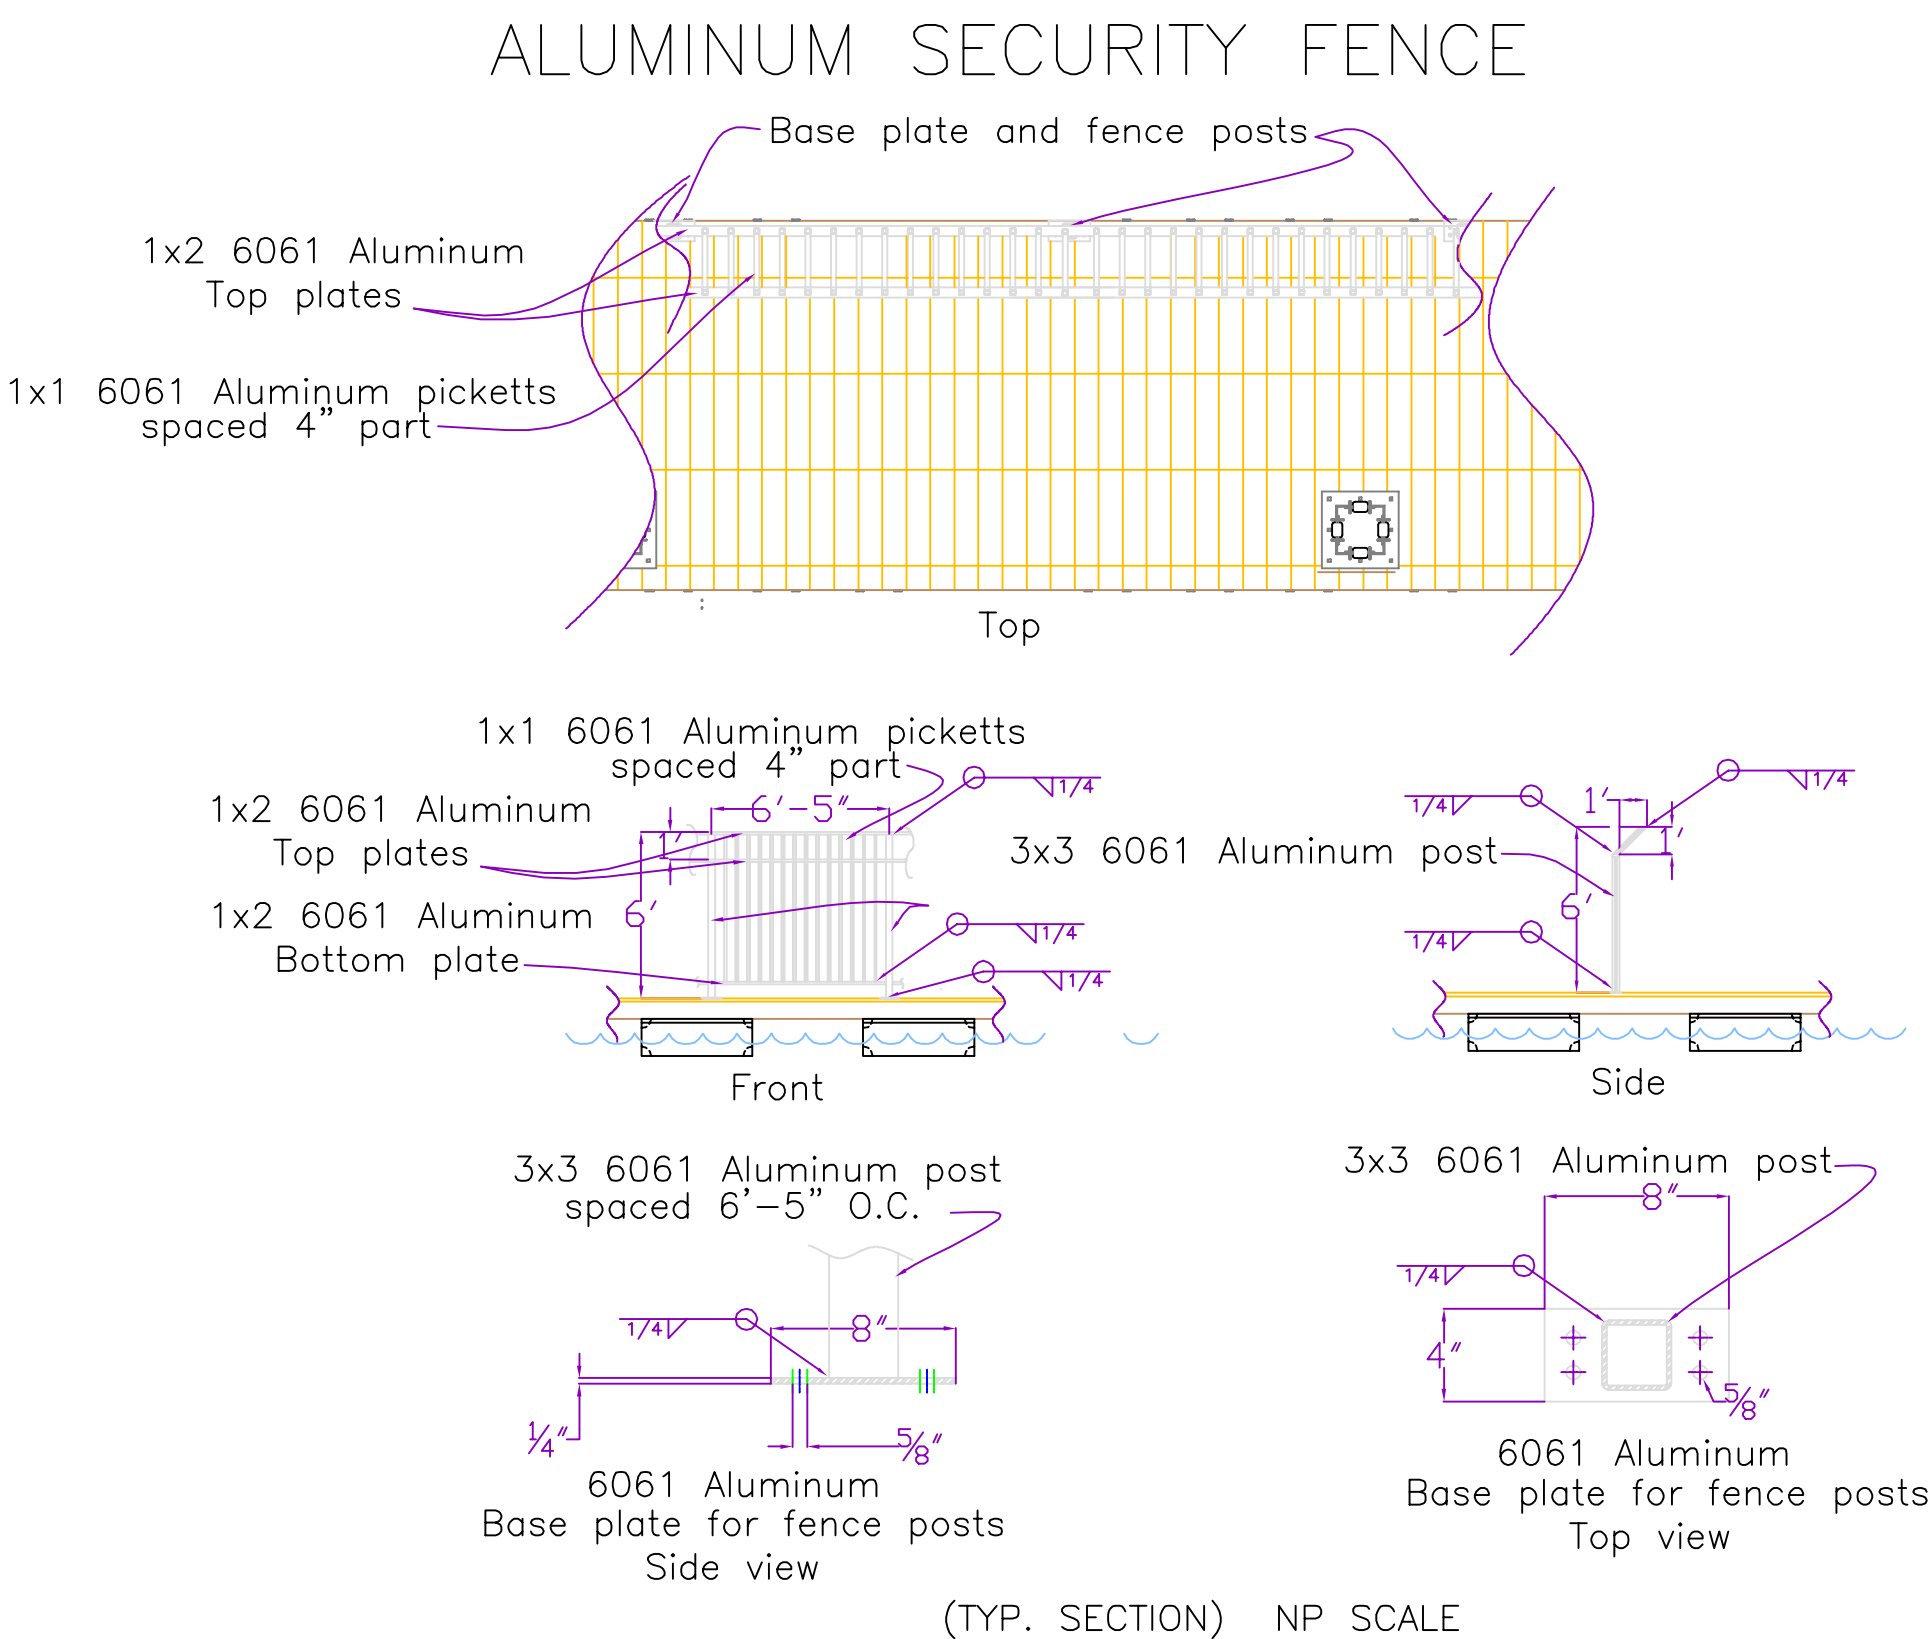 ALUMINUM SECURITY FENCE
Base plate and fence posts
1x2 6061 Aluminum
Top plates
1x1 6061 Aluminum picketts
spaced 4" part
Top
1x1 6061 Aluminum picketts
spaced 4" part
1/4
6'-5"
1x2 6061 Aluminum
Top plates
1'
6'
1x2 6061 Aluminum
Bottom plate
1/4
1/4
Front
1/4
1/4
1'
1'
3x3 6061 Aluminum post
6'
1/4
Side
3x3 6061 Aluminum post
spaced 6'-5" O.C.
1/4
8"
1/4"
5/8"
6061 Aluminum
Base plate for fence posts
Side view
3x3 6061 Aluminum post
8"
1/4
4"
5/8"
6061 Aluminum
Base plate for fence posts
Top view
(TYP. SECTION) NP SCALE